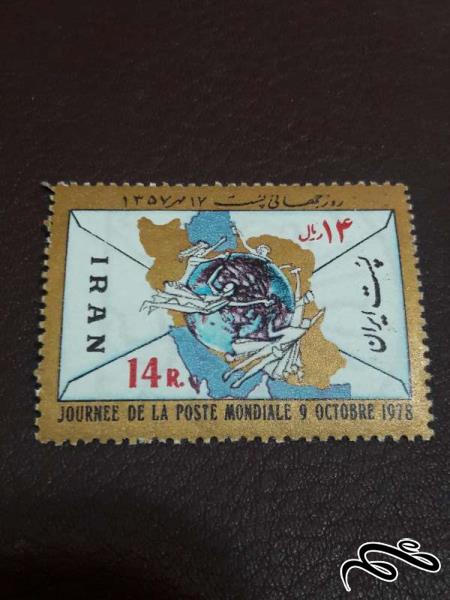 روز جهانی پست ۱۷ مهر ۱۳۵۷
۱۴ ریال
پست ایران
IRAN
14 R.
JOURNEE DE LA POSTE MONDIALE 9 OCTOBRE 1978